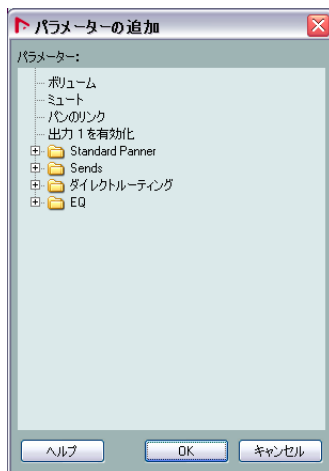 パラメーターの追加
パラメーター:
ボリューム
ミュート
パンのリンク
出力 1 を有効化
Standard Panner
Sends
ダイレクトルーティング
EQ
ヘルプ
OK
キャンセル